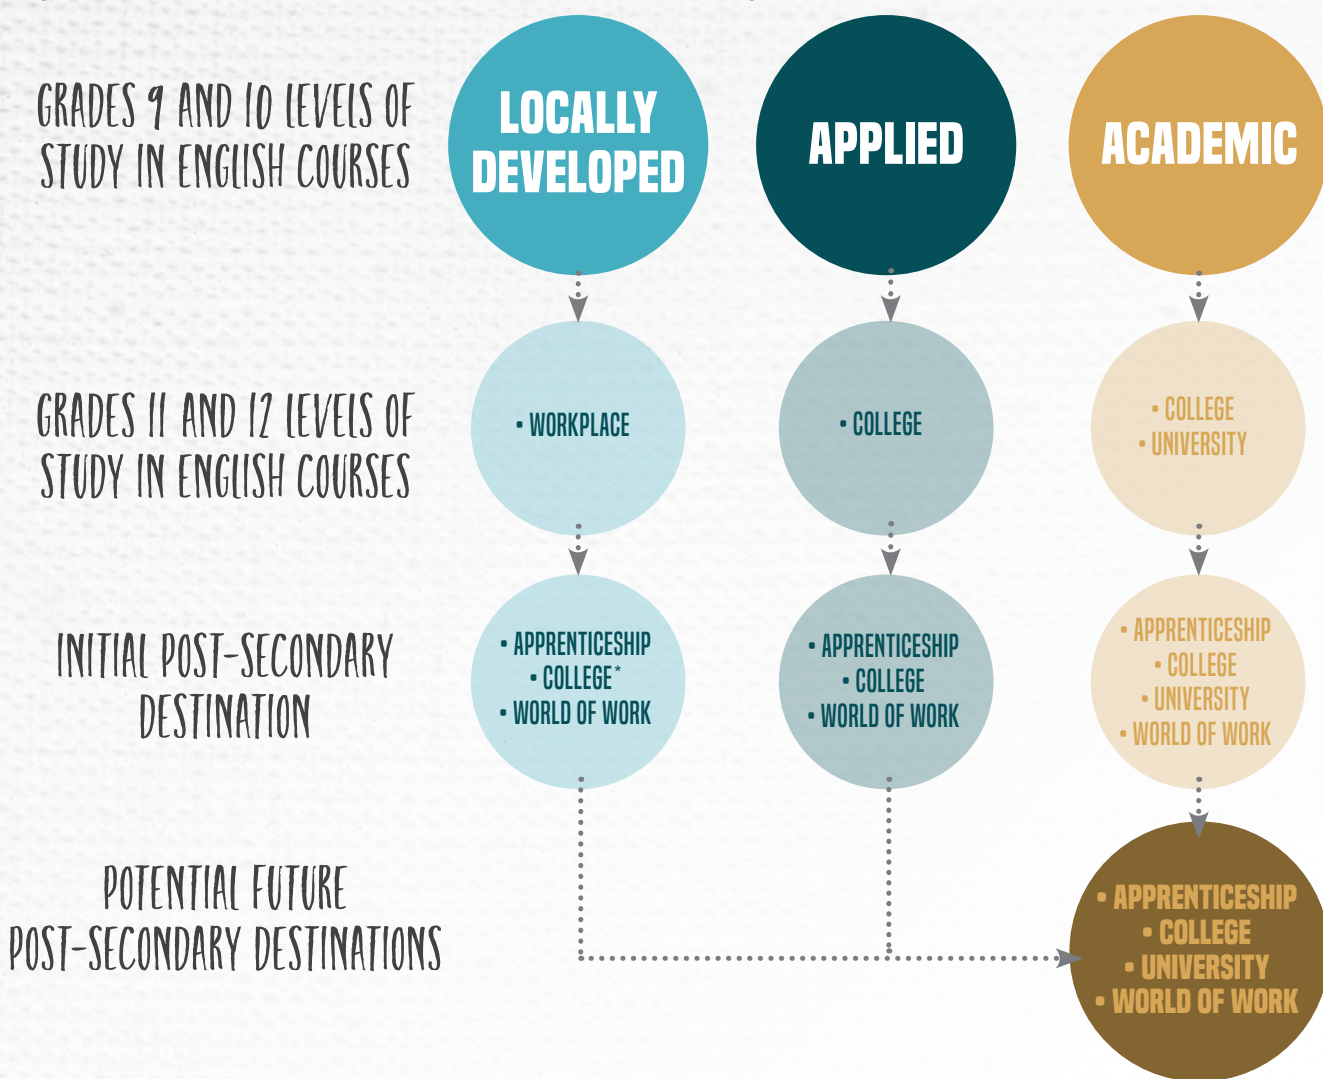 GRADES 9 AND 10 LEVELS OF
STUDY IN ENGLISH COURSES
LOCALLY
DEVELOPED
APPLIED
ACADEMIC
GRADES 11 AND 12 LEVELS OF
STUDY IN ENGLISH COURSES
• WORKPLACE
• COLLEGE
• COLLEGE
• UNIVERSITY
INITIAL POST-SECONDARY
DESTINATION
• APPRENTICESHIP
• COLLEGE*
• WORLD OF WORK
• APPRENTICESHIP
• COLLEGE
• WORLD OF WORK
• APPRENTICESHIP
• COLLEGE
• UNIVERSITY
• WORLD OF WORK
POTENTIAL FUTURE
POST-SECONDARY DESTINATIONS
• APPRENTICESHIP
• COLLEGE
• UNIVERSITY
• WORLD OF WORK